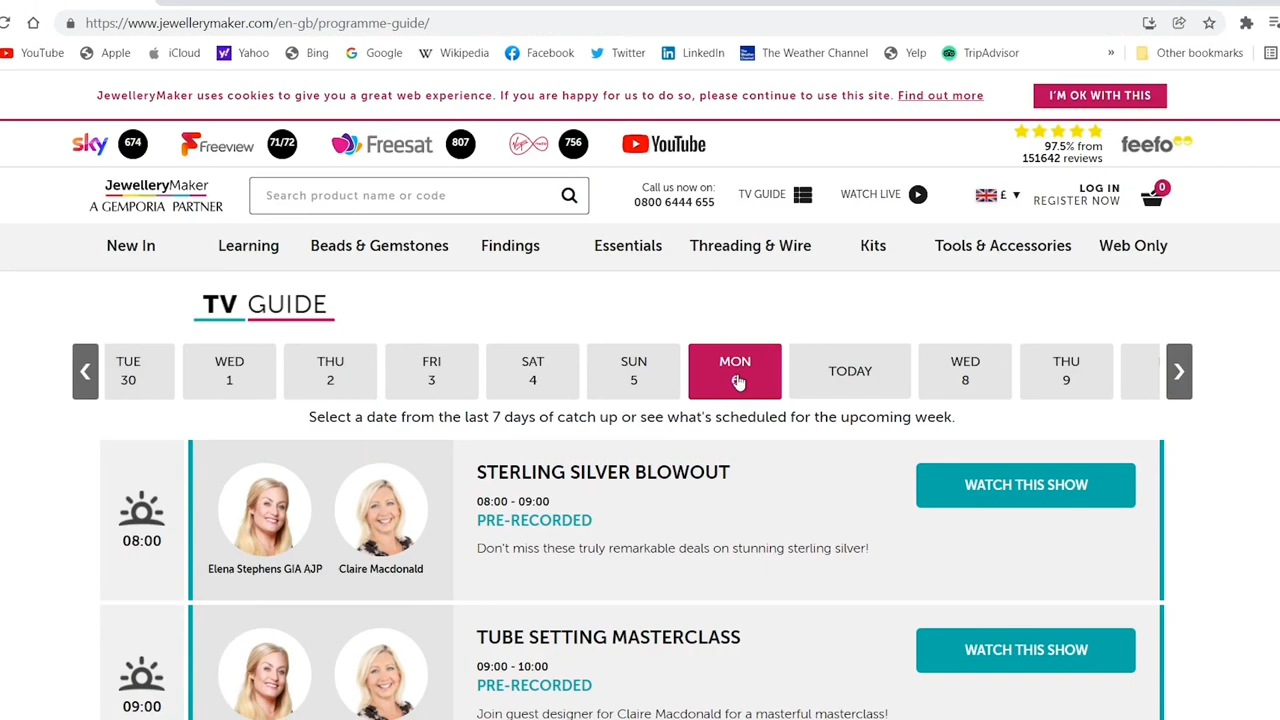 https://www.jewellerymaker.com/en-gb/programme-guide/
YouTube Apple iCloud Yahoo Bing Google Wikipedia Facebook Twitter LinkedIn The Weather Channel Yelp TripAdvisor » Other bookmarks
JewelleryMaker uses cookies to give you a great web experience. If you are happy for us to do so, please continue to use this site. Find out more
I'M OK WITH THIS
sky 674 Freeview 71/72 Freesat 807 756 YouTube
97.5% from
151642 reviews
feefo
JewelleryMaker
A GEMPORIA PARTNER
Search product name or code
Call us now on:
0800 6444 655
TV GUIDE
WATCH LIVE
£ ▼
LOG IN
REGISTER NOW
0
New In Learning Beads & Gemstones Findings Essentials Threading & Wire Kits Tools & Accessories Web Only
TV GUIDE
TUE
30
WED
1
THU
2
FRI
3
SAT
4
SUN
5
MON
TODAY
WED
8
THU
9
Select a date from the last 7 days of catch up or see what's scheduled for the upcoming week.
08:00
Elena Stephens GIA AJP
Claire Macdonald
STERLING SILVER BLOWOUT
08:00 - 09:00
PRE-RECORDED
Don't miss these truly remarkable deals on stunning sterling silver!
WATCH THIS SHOW
09:00
TUBE SETTING MASTERCLASS
09:00 - 10:00
PRE-RECORDED
Join guest designer for Claire Macdonald for a masterful masterclass!
WATCH THIS SHOW